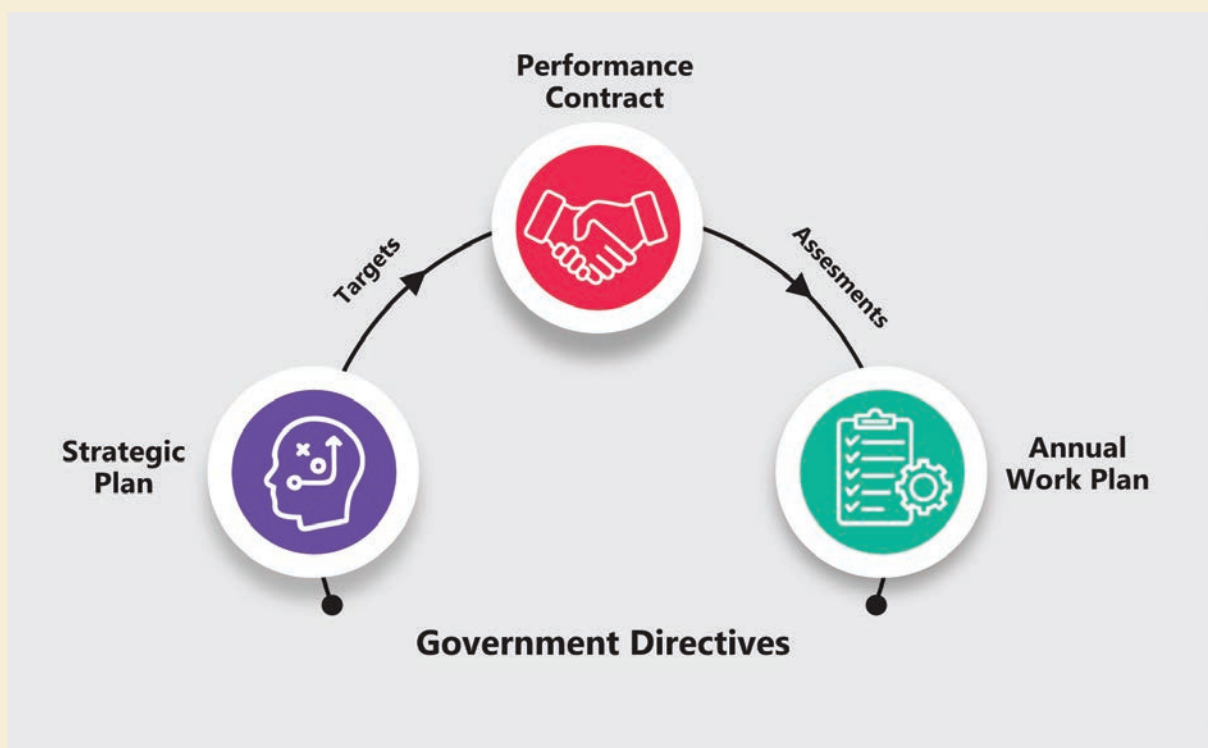 Performance
Contract
Targets
Assesments
Strategic
Plan
Annual
Work Plan
Government Directives